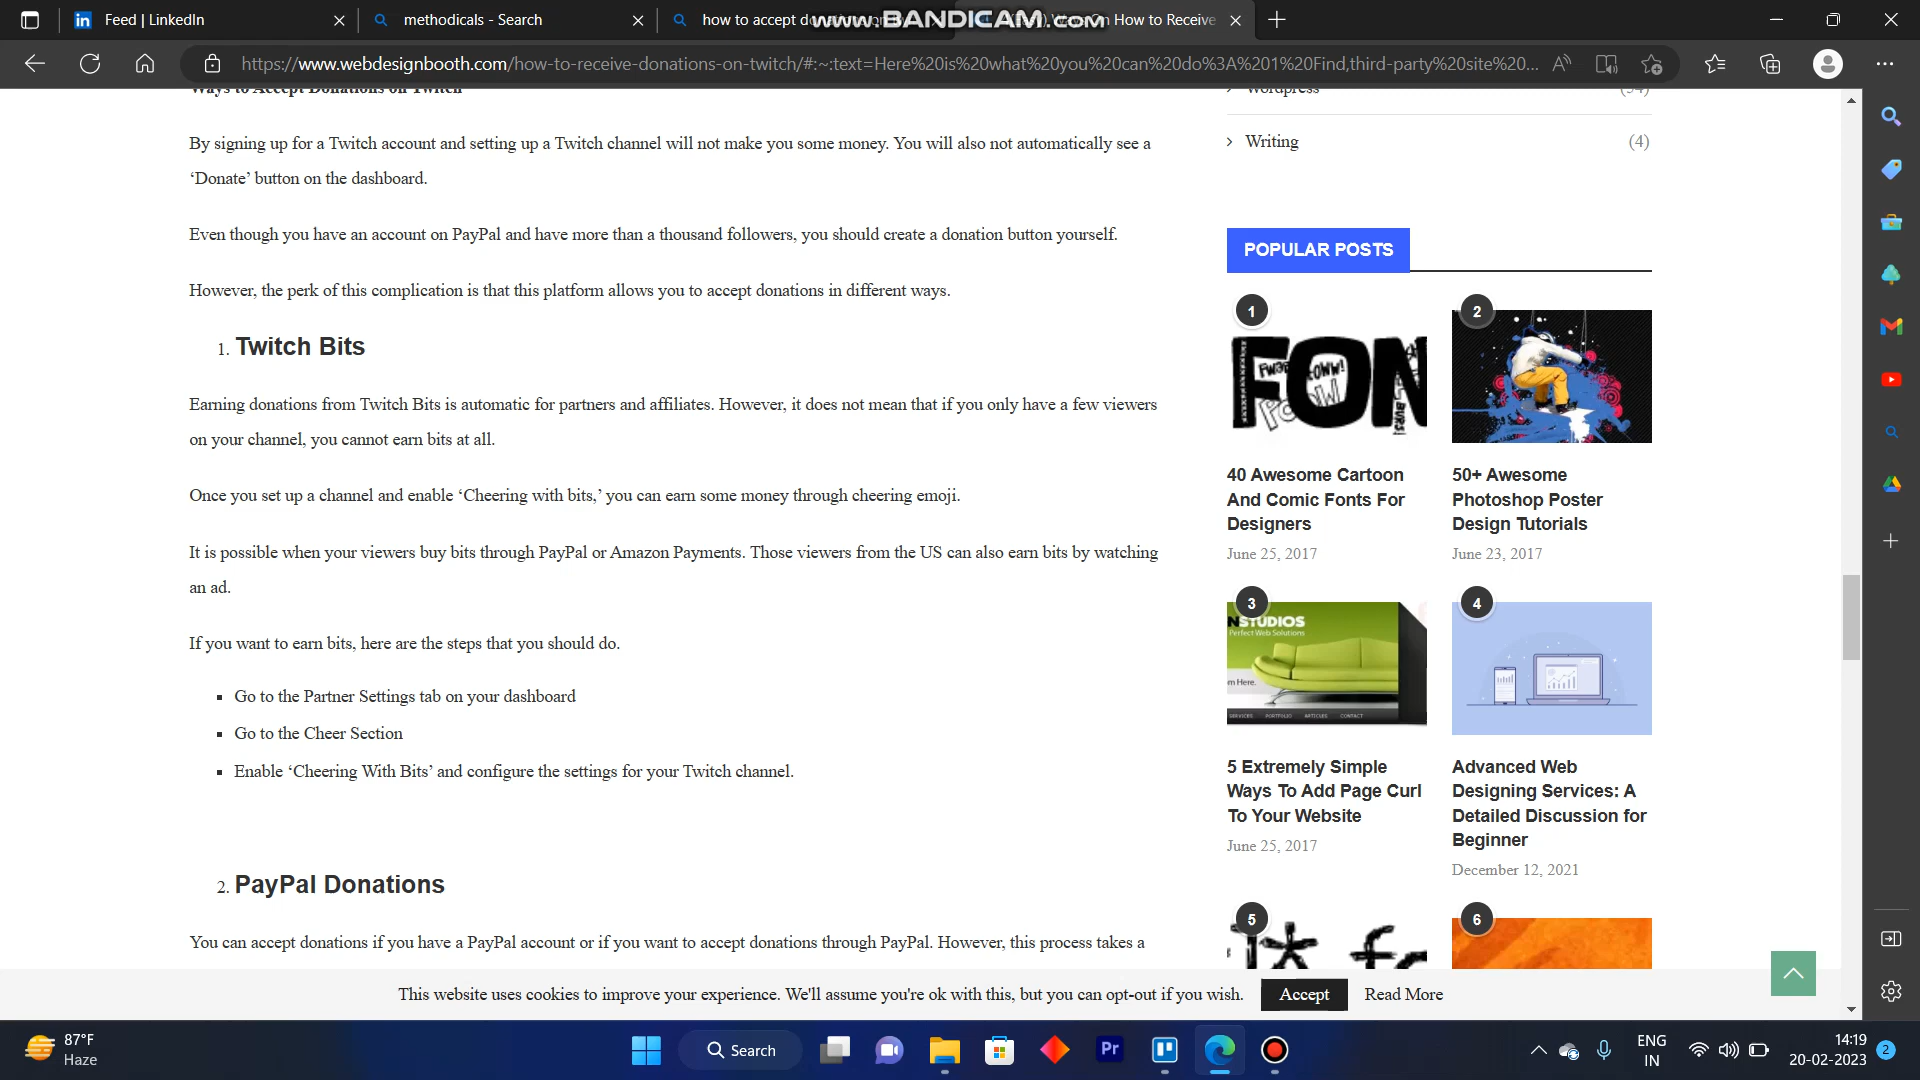 Feed | LinkedIn
methodicals - Search
how to accept
www.BANDICAM.com
How to Receive
https://www.webdesignbooth.com/how-to-receive-donations-on-twitch/#:~:text=Here%20is%20what%20you%20can%20do%3A%201%20Find,third-party%20site%20...
Ways to Accept Donations on Twitch
By signing up for a Twitch account and setting up a Twitch channel will not make you some money. You will also not automatically see a
‘Donate’ button on the dashboard.
Even though you have an account on PayPal and have more than a thousand followers, you should create a donation button yourself.
However, the perk of this complication is that this platform allows you to accept donations in different ways.
1. Twitch Bits
Earning donations from Twitch Bits is automatic for partners and affiliates. However, it does not mean that if you only have a few viewers
on your channel, you cannot earn bits at all.
Once you set up a channel and enable ‘Cheering with bits,’ you can earn some money through cheering emoji.
It is possible when your viewers buy bits through PayPal or Amazon Payments. Those viewers from the US can also earn bits by watching
an ad.
If you want to earn bits, here are the steps that you should do.
▪ Go to the Partner Settings tab on your dashboard
▪ Go to the Cheer Section
▪ Enable ‘Cheering With Bits’ and configure the settings for your Twitch channel.
2. PayPal Donations
You can accept donations if you have a PayPal account or if you want to accept donations through PayPal. However, this process takes a
Wordpress (54)
Writing (4)
POPULAR POSTS
1
2
40 Awesome Cartoon
And Comic Fonts For
Designers
June 25, 2017
50+ Awesome
Photoshop Poster
Design Tutorials
June 23, 2017
3
NSTUDIOS
Perfect Web Solutions
m Here.
SERVICES PORTFOLIO ARTICLES CONTACT
4
5 Extremely Simple
Ways To Add Page Curl
To Your Website
June 25, 2017
Advanced Web
Designing Services: A
Detailed Discussion for
Beginner
December 12, 2021
5
6
This website uses cookies to improve your experience. We'll assume you're ok with this, but you can opt-out if you wish.
Accept
Read More
87°F
Haze
Search
Pr
ENG
IN
14:19
20-02-2023
2